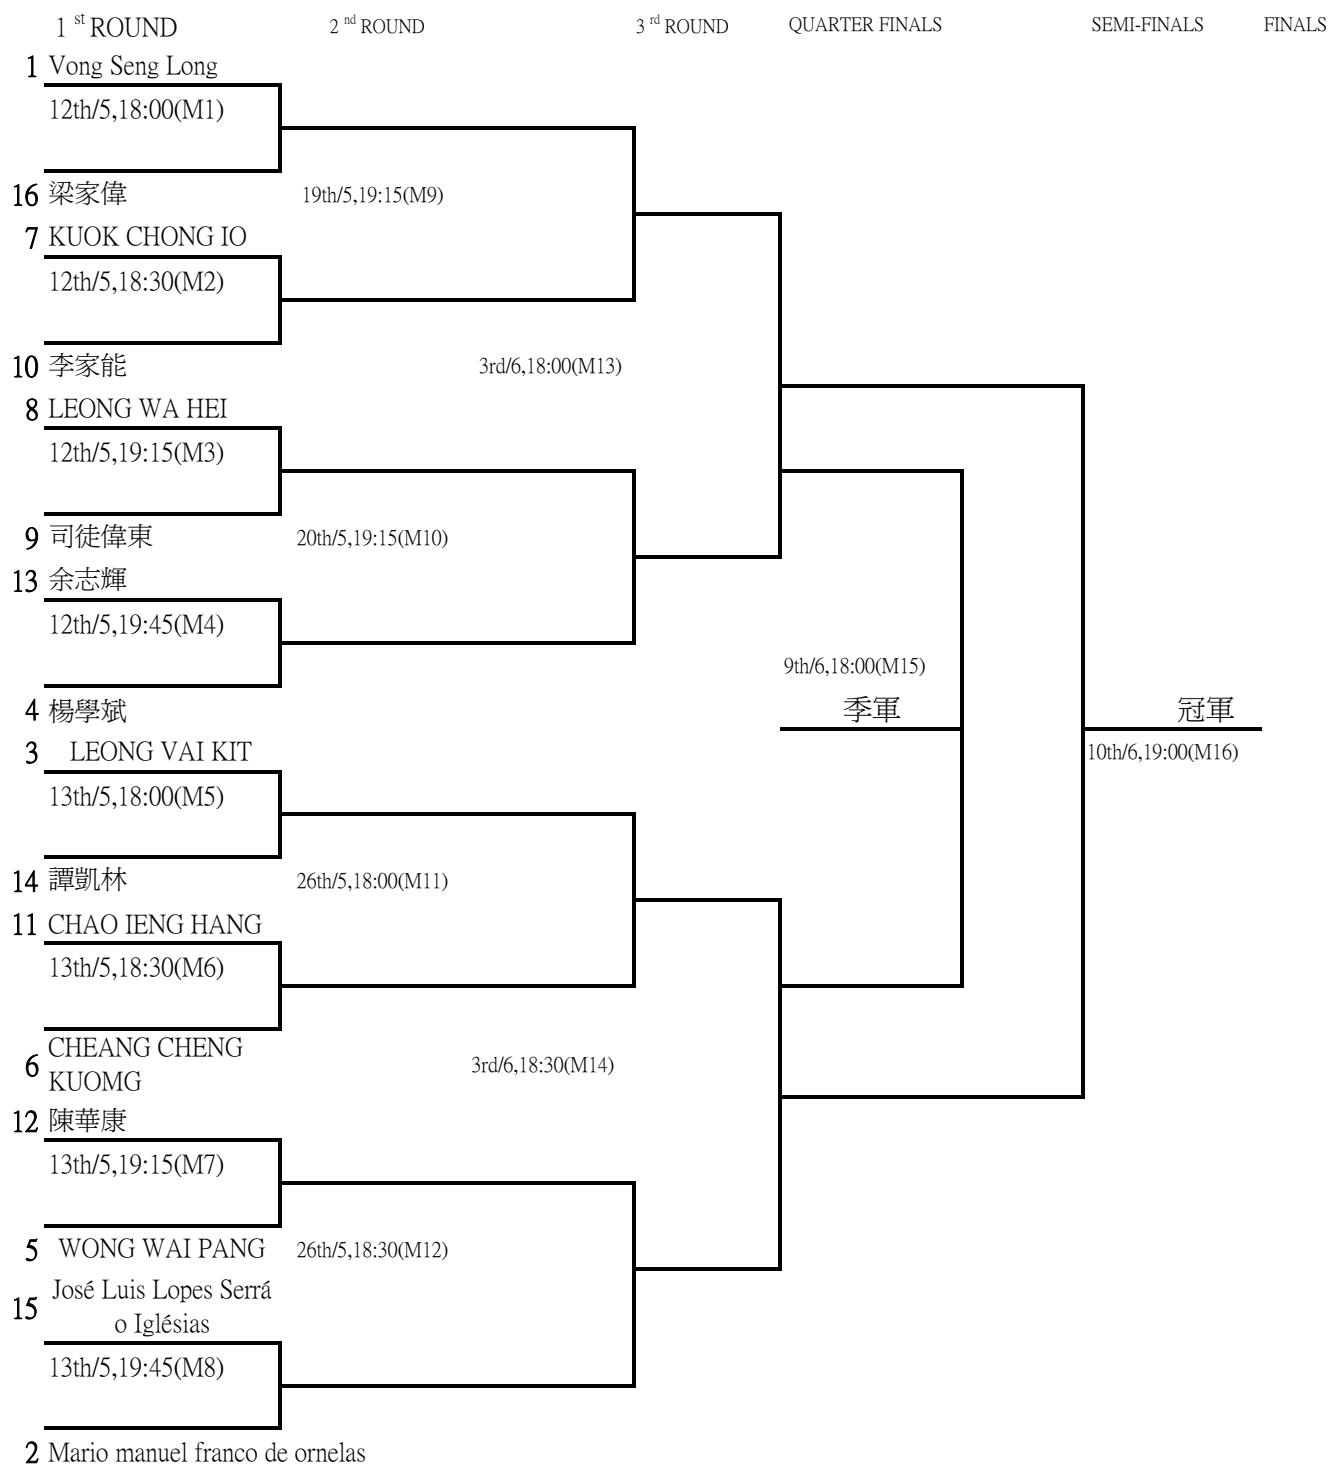 1 st ROUND 2 nd ROUND 3 rd ROUND QUARTER FINALS SEMI-FINALS FINALS
1 Vong Seng Long
12th/5,18:00(M1)
16 梁家偉 19th/5,19:15(M9)
7 KUOK CHONG IO
12th/5,18:30(M2)
10 李家能 3rd/6,18:00(M13)
8 LEONG WA HEI
12th/5,19:15(M3)
9 司徒偉東 20th/5,19:15(M10)
13 余志輝
12th/5,19:45(M4)
9th/6,18:00(M15)
4 楊學斌 季軍 冠軍
3 LEONG VAI KIT 10th/6,19:00(M16)
13th/5,18:00(M5)
14 譚凱林 26th/5,18:00(M11)
11 CHAO IENG HANG
13th/5,18:30(M6)
6 CHEANG CHENG
KUOMG 3rd/6,18:30(M14)
12 陳華康
13th/5,19:15(M7)
5 WONG WAI PANG 26th/5,18:30(M12)
15 José Luis Lopes Serrá
o Iglésias
13th/5,19:45(M8)
2 Mario manuel franco de ornelas